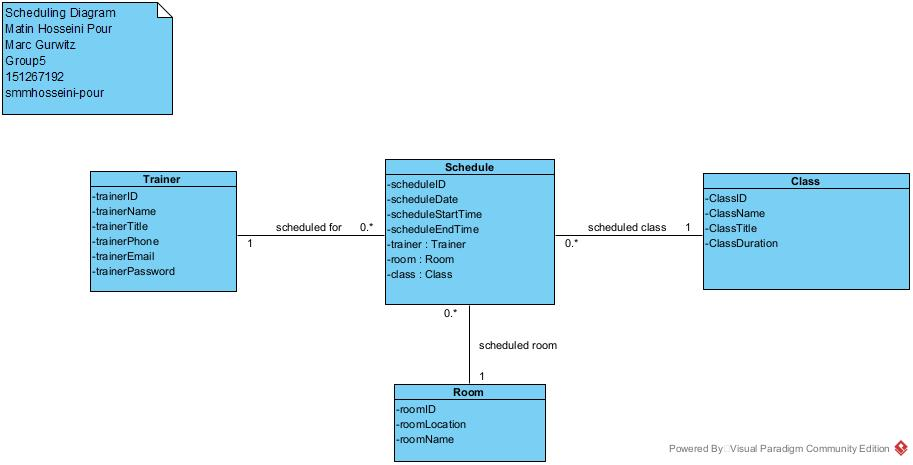 Scheduling Diagram
Matin Hosseini Pour
Marc Gurwitz
Group5
151267192
smmhosseini-pour
Trainer
-trainerID
-trainerName
-trainerTitle
-trainerPhone
-trainerEmail
-trainerPassword
scheduled for
1
0.*
Schedule
-scheduleID
-scheduleDate
-scheduleStartTime
-scheduleEndTime
-trainer : Trainer
-room : Room
-class : Class
scheduled class
0.*
1
Class
-ClassID
-ClassName
-ClassTitle
-ClassDuration
0.*
scheduled room
1
Room
-roomID
-roomLocation
-roomName
Powered By Visual Paradigm Community Edition